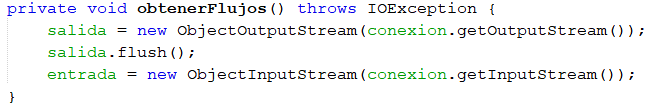 private void obtenerFlujos() throws IOException {
    salida = new ObjectOutputStream(conexion.getOutputStream());
    salida.flush();
    entrada = new ObjectInputStream(conexion.getInputStream());
}